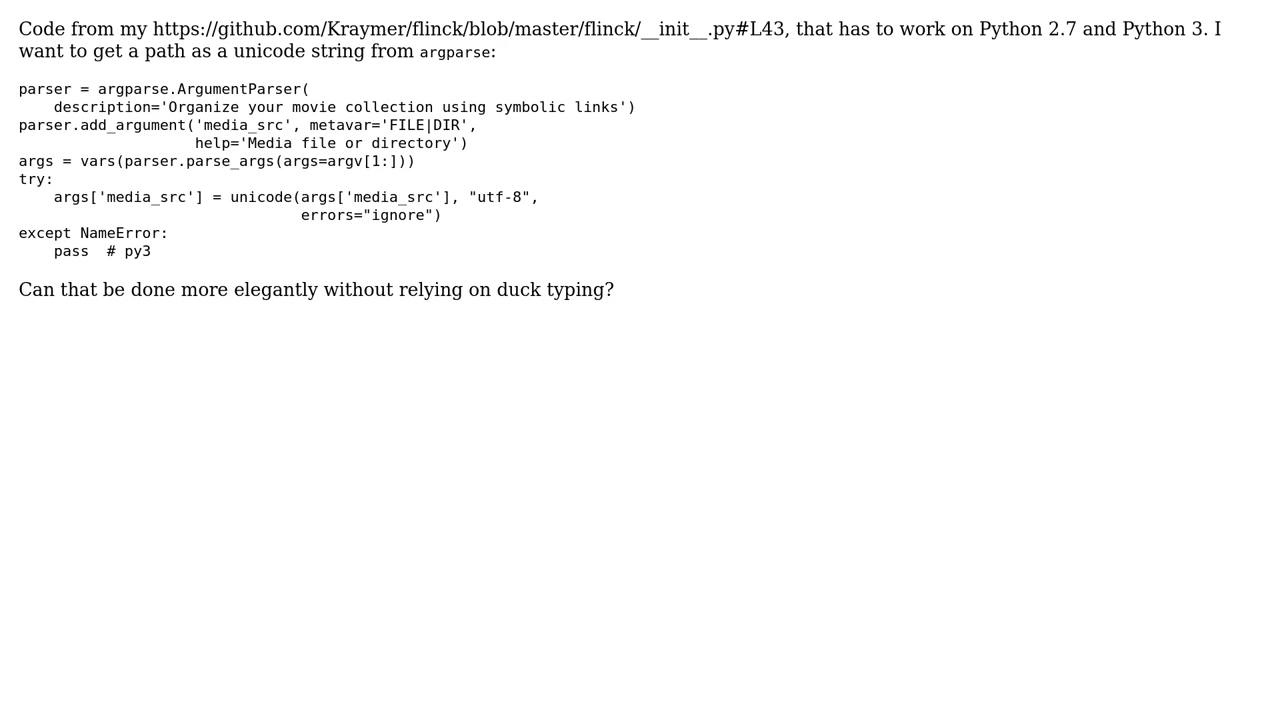 Code from my https://github.com/Kraymer/flinck/blob/master/flinck/__init__.py#L43, that has to work on Python 2.7 and Python 3. I
want to get a path as a unicode string from argparse:
parser = argparse.ArgumentParser(
    description='Organize your movie collection using symbolic links')
parser.add_argument('media_src', metavar='FILE|DIR',
                    help='Media file or directory')
args = vars(parser.parse_args(args=argv[1:]))
try:
    args['media_src'] = unicode(args['media_src'], "utf-8",
                                errors="ignore")
except NameError:
    pass  # py3
Can that be done more elegantly without relying on duck typing?